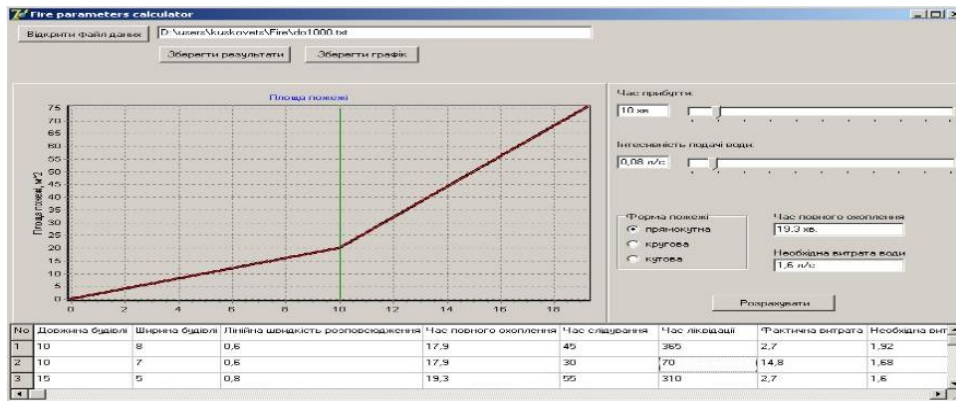 Fire parameters calculator
Відкрити файл даних D:\users\kuskovets\Fire\do1000.txt
Зберегти результати Зберегти графік
Площа пожежі
75
70
65
60
55
50
45
40
35
30
25
20
15
10
5
0
Площа пожежі, м^2
0 2 4 6 8 10 12 14 16 18
Час прибуття:
10 хв.
Інтесивність подачі води:
0,08 л/с
Форма пожежі
прямокутна
кругова
кутова
Час повного охоплення
19.3 хв.
Необхідна витрата води
1,6 л/с
Розрахувати
No Довжина будівлі Ширина будівлі Лінійна швидкість розповсюдження Час повного охоплення Час слідування Час ліквідації Фактична витрата Необхідна вит
1 10 8 0,6 17,9 45 365 2,7 1,92
2 10 7 0,6 17,9 30 70 14,8 1,68
3 15 5 0,8 19,3 55 310 2,7 1,6